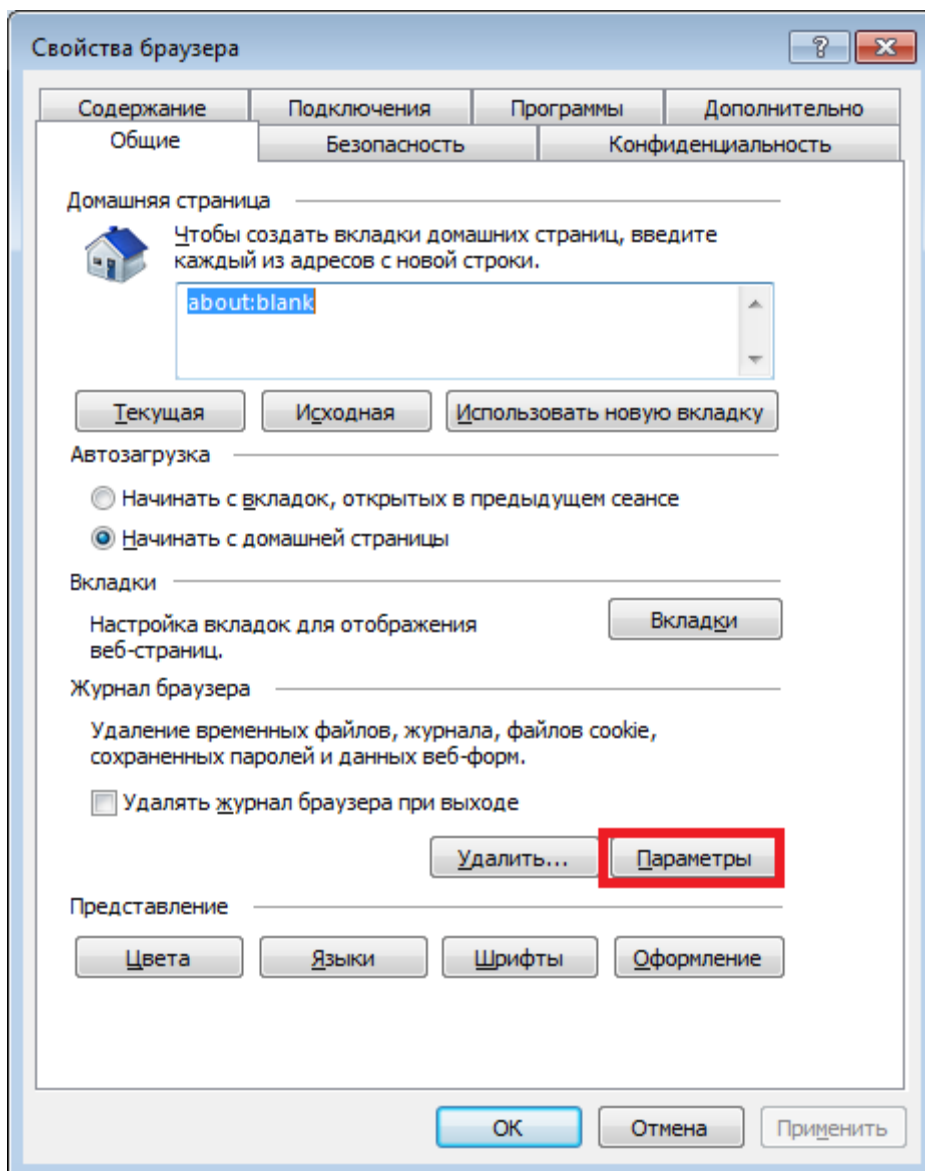 Свойства браузера
Содержание Подключения Программы Дополнительно
Общие Безопасность Конфиденциальность
Домашняя страница
Чтобы создать вкладки домашних страниц, введите
каждый из адресов с новой строки.
about:blank
Текущая Исходная Использовать новую вкладку
Автозагрузка
Начинать с вкладок, открытых в предыдущем сеансе
Начинать с домашней страницы
Вкладки
Настройка вкладок для отображения
веб-страниц.
Вкладки
Журнал браузера
Удаление временных файлов, журнала, файлов cookie,
сохраненных паролей и данных веб-форм.
Удалять журнал браузера при выходе
Удалить... Параметры
Представление
Цвета Языки Шрифты Оформление
ОК Отмена Применить